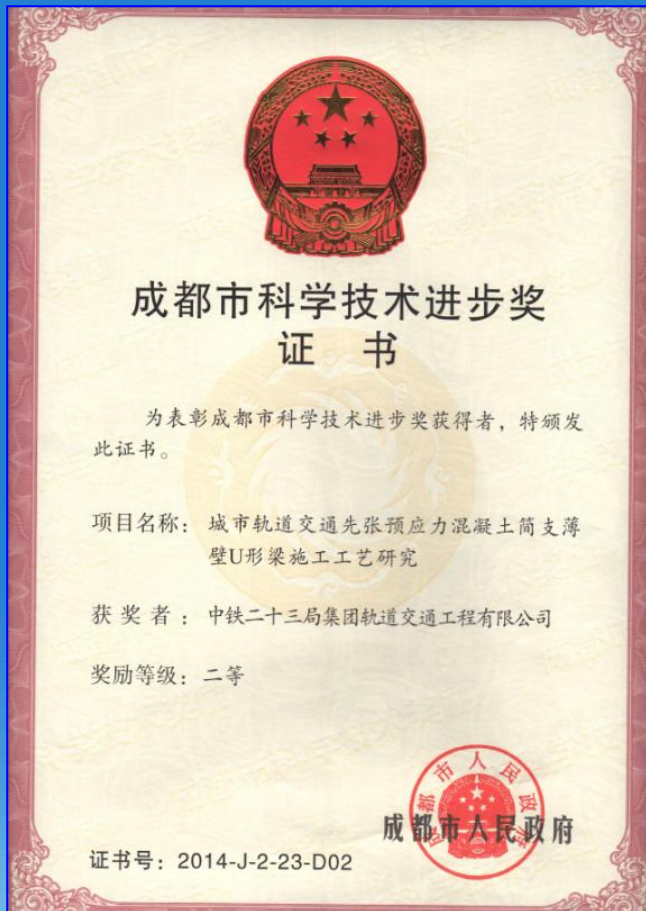 成都市科学技术进步奖
证 书
为表彰成都市科学技术进步奖获得者，特颁发
此证书。
项目名称：城市轨道交通先张预应力混凝土简支薄
壁U形梁施工工艺研究
获 奖 者：中铁二十三局集团轨道交通工程有限公司
奖励等级：二等
成都市人民政府
成都市人民政府
证书号：2014-J-2-23-D02